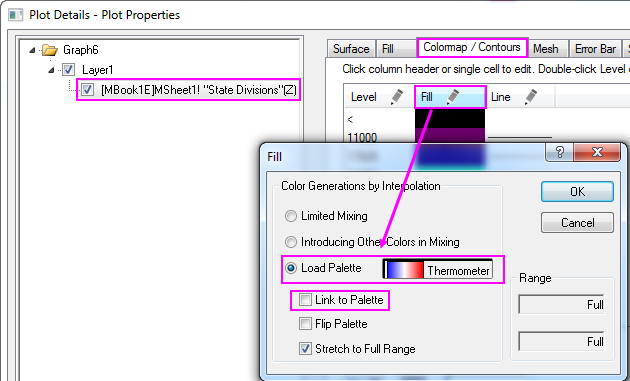 Plot Details - Plot Properties
Graph6
Layer1
[MBook1E]MSheet1! "State Divisions"(Z)
Surface Fill Colormap / Contours Mesh Error Bar S
Click column header or single cell to edit. Double-click Level
Level Fill Line
<
11000
Fill
Color Generations by Interpolation
Limited Mixing
Introducing Other Colors in Mixing
Load Palette Thermometer
Link to Palette
Flip Palette
Stretch to Full Range
OK
Cancel
Range
Full
Full